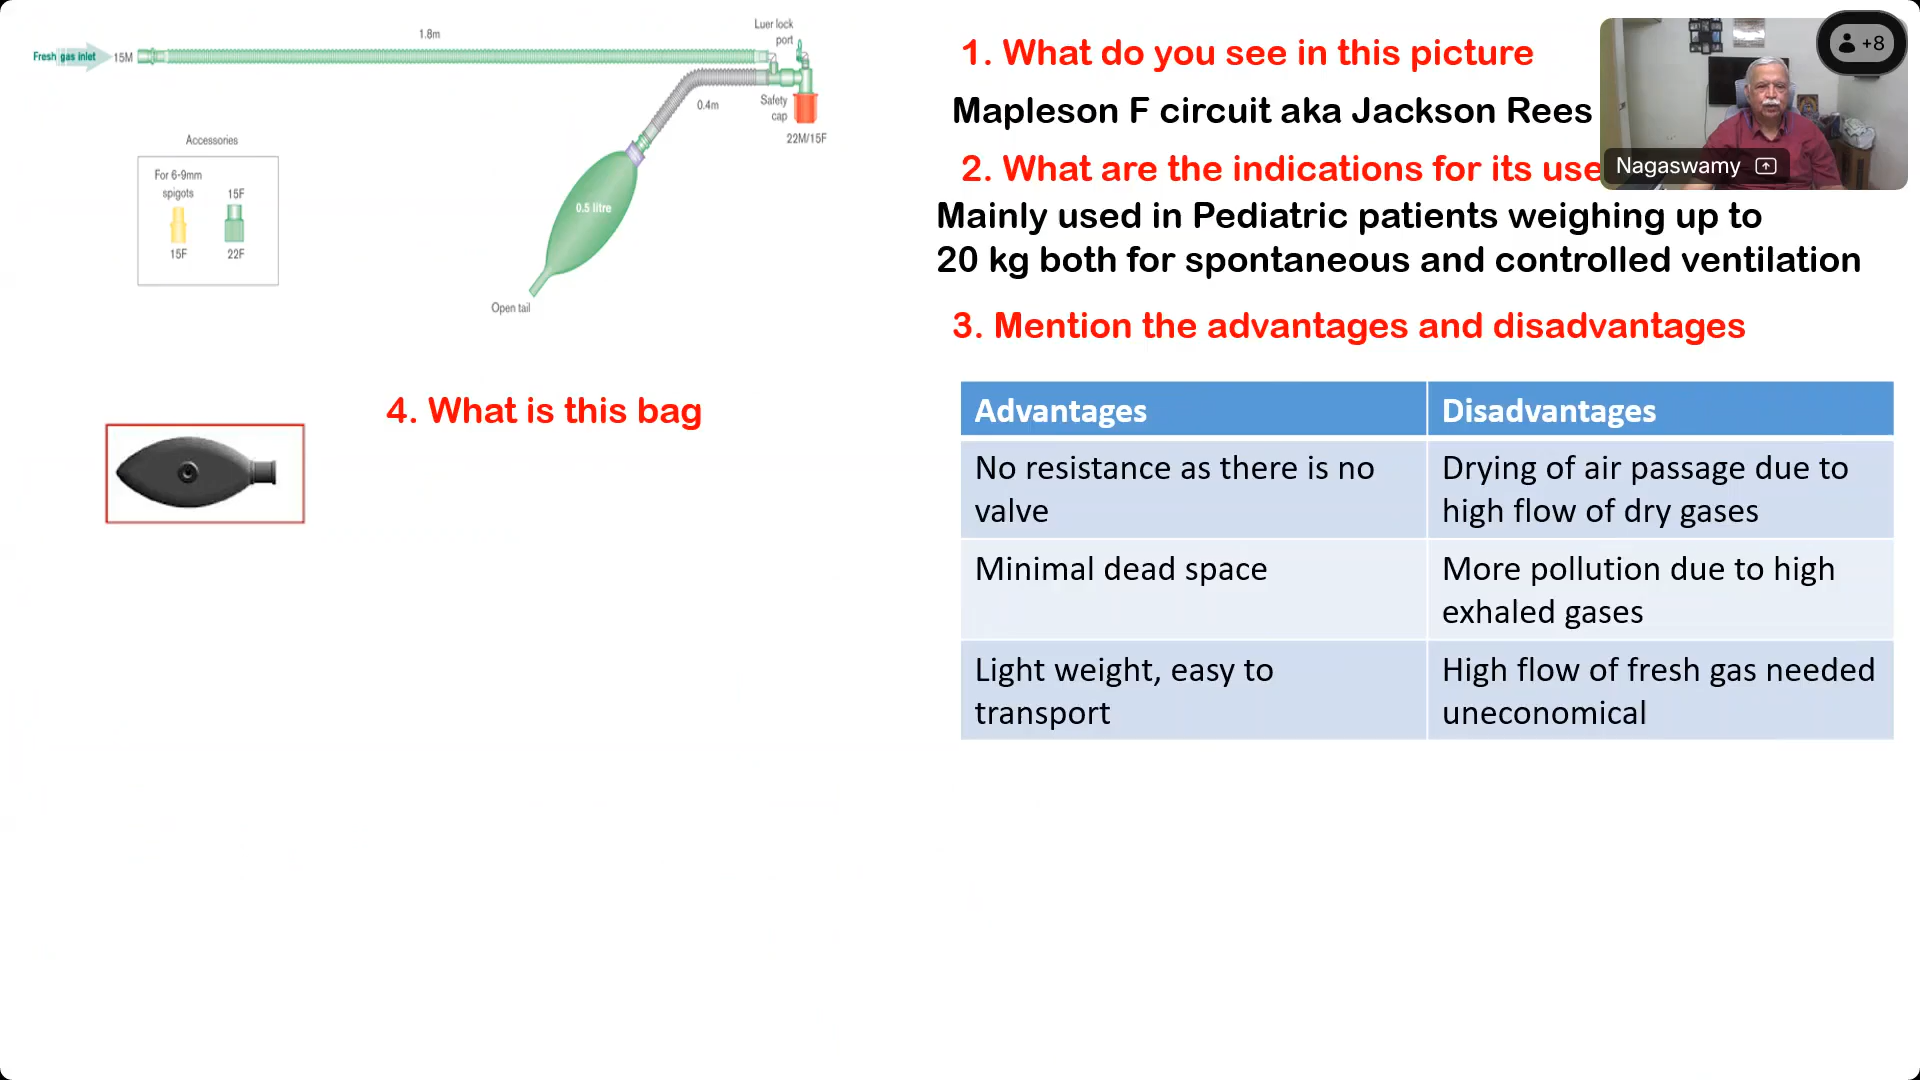 Fresh gas inlet
15M
1.8m
Luer lock
port
0.4m
Safety
cap
22M/15F
Accessories
For 6-9mm
spigots
15F
15F
22F
0.5 litre
Open tail
1. What do you see in this picture
Mapleson F circuit aka Jackson Rees
2. What are the indications for its use
Mainly used in Pediatric patients weighing up to
20 kg both for spontaneous and controlled ventilation
3. Mention the advantages and disadvantages
4. What is this bag
Advantages
Disadvantages
No resistance as there is no
valve
Drying of air passage due to
high flow of dry gases
Minimal dead space
More pollution due to high
exhaled gases
Light weight, easy to
transport
High flow of fresh gas needed
uneconomical
+8
Nagaswamy